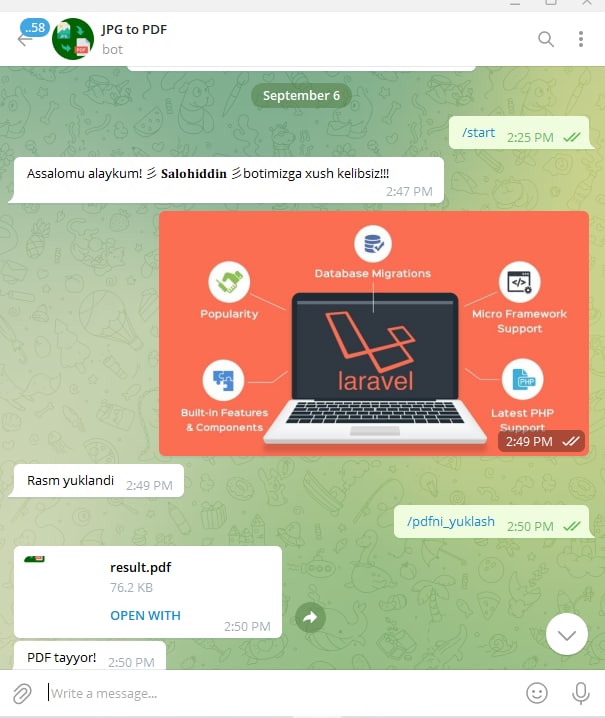 ..58
JPG to PDF
bot
September 6
/start 2:25 PM
Assalomu alaykum! 彡 Salohiddin 彡botimizga xush kelibsiz!!!
2:47 PM
Database Migrations
Popularity
Micro Framework
Support
laravel
PHP
Built-in Features
& Components
Latest PHP
Support
2:49 PM
Rasm yuklandi 2:49 PM
/pdfni_yuklash 2:50 PM
result.pdf
76.2 KB
OPEN WITH
2:50 PM
PDF tayyor! 2:50 PM
Write a message...